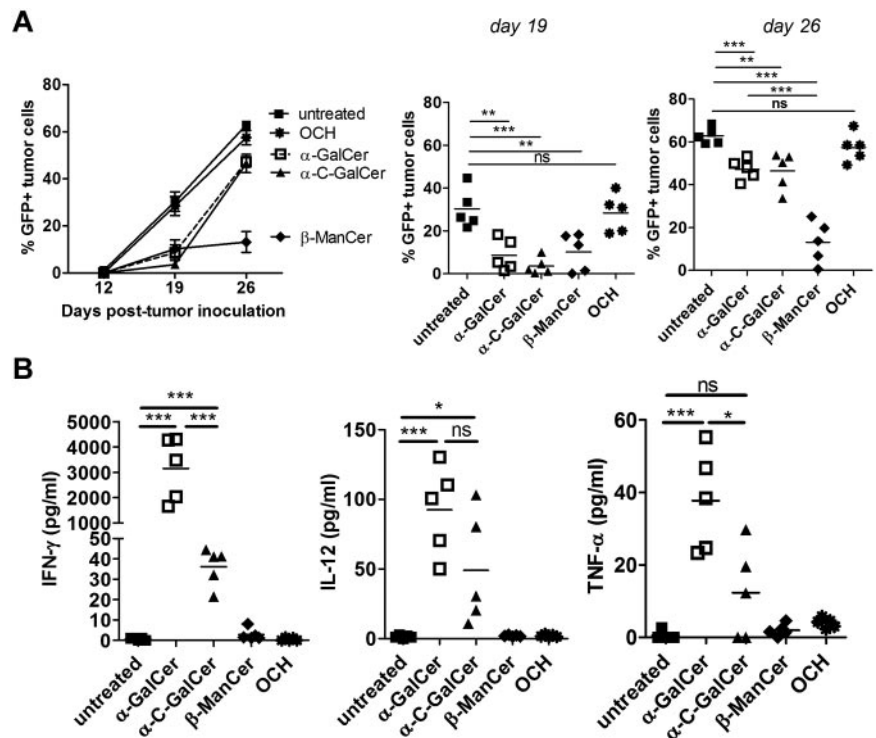 A
day 19
day 26
% GFP+ tumor cells
80
60
40
20
0
12
19
26
Days post-tumor inoculation
untreated
OCH
α-GalCer
α-C-GalCer
β-ManCer
% GFP+ tumor cells
80
60
40
20
0
**
***
**
ns
untreated
α-GalCer
α-C-GalCer
β-ManCer
OCH
% GFP+ tumor cells
80
60
40
20
0
***
**
***
***
ns
untreated
α-GalCer
α-C-GalCer
β-ManCer
OCH
B
IFN-γ (pg/ml)
5000
4000
3000
2000
1000
50
40
30
20
10
0
***
*** ***
untreated
α-GalCer
α-C-GalCer
β-ManCer
OCH
IL-12 (pg/ml)
150
100
50
0
*
*** ns
untreated
α-GalCer
α-C-GalCer
β-ManCer
OCH
TNF-α (pg/ml)
60
40
20
0
ns
*** *
untreated
α-GalCer
α-C-GalCer
β-ManCer
OCH